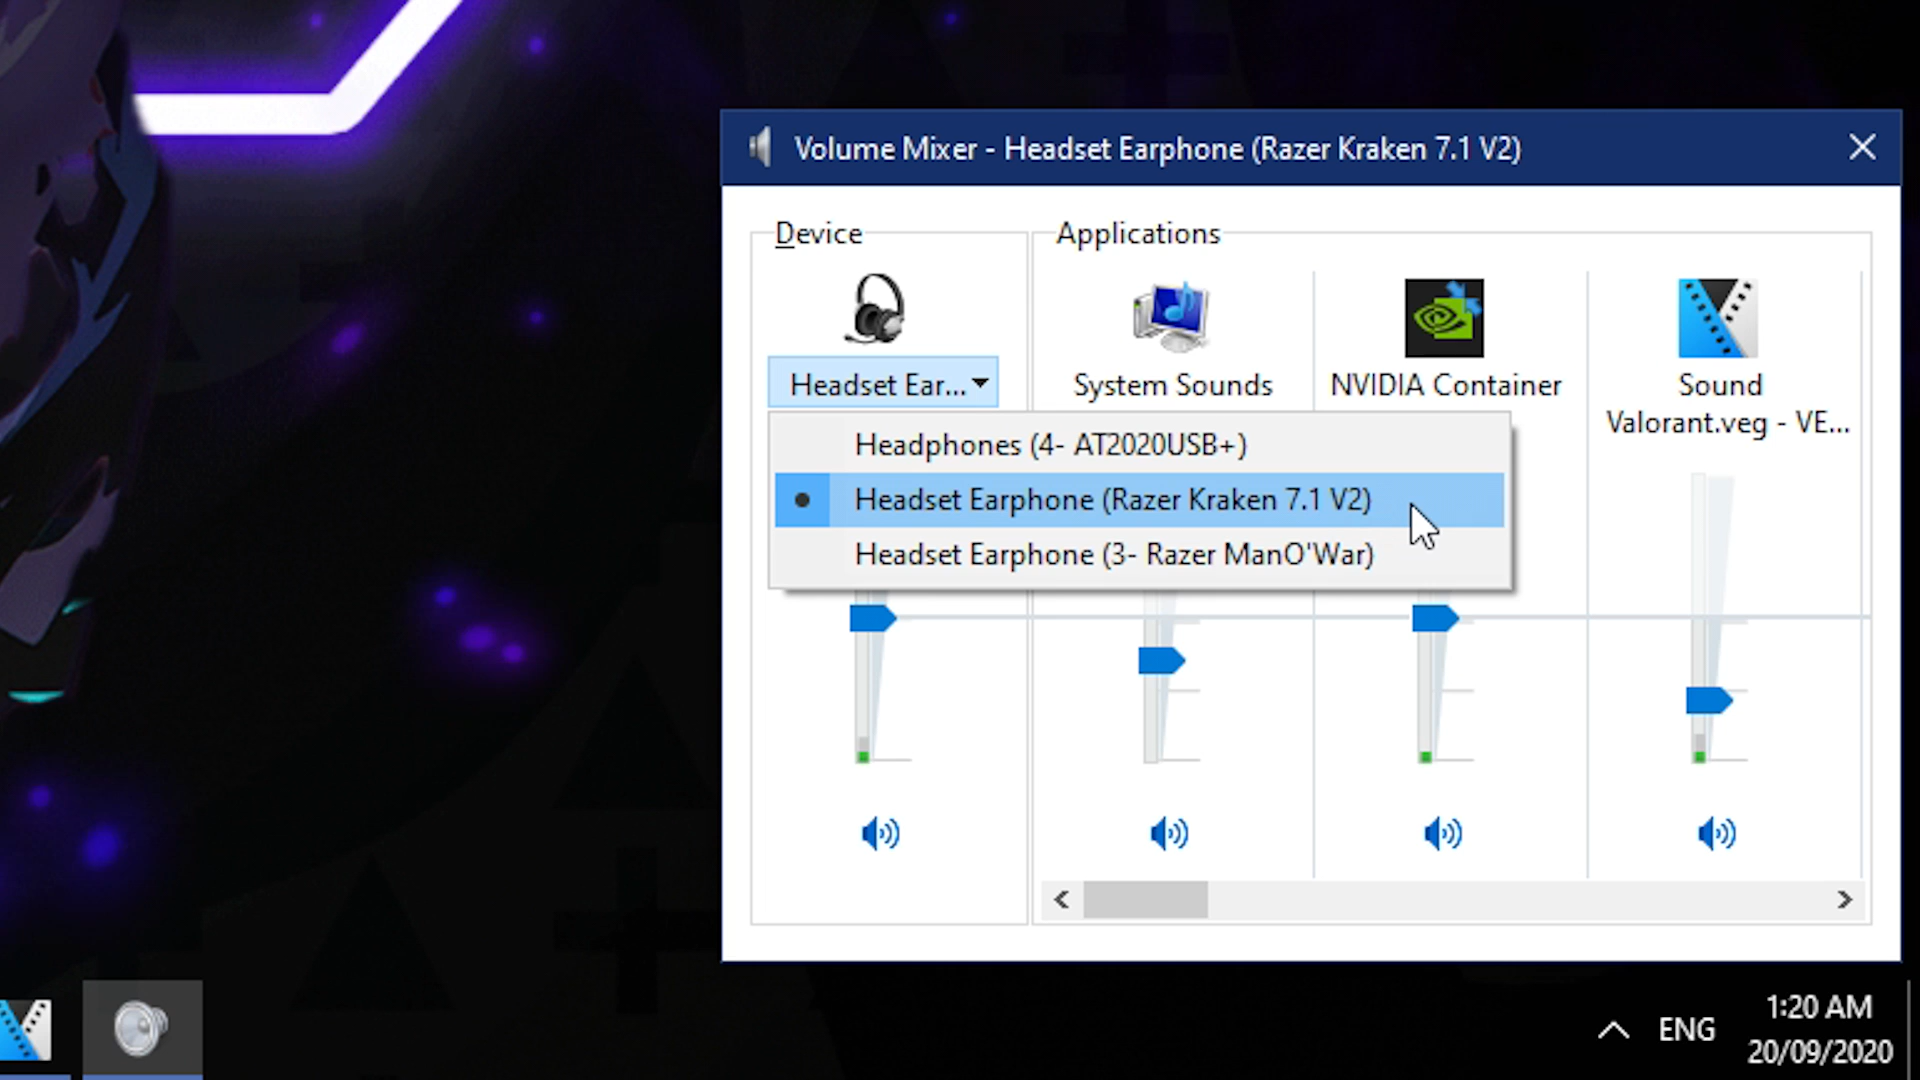 Volume Mixer - Headset Earphone (Razer Kraken 7.1 V2)
Device
Applications
Headset Ear...
System Sounds
NVIDIA Container
Sound
Valorant.veg - VE...
Headphones (4- AT2020USB+)
Headset Earphone (Razer Kraken 7.1 V2)
Headset Earphone (3- Razer ManO'War)
ENG
1:20 AM
20/09/2020